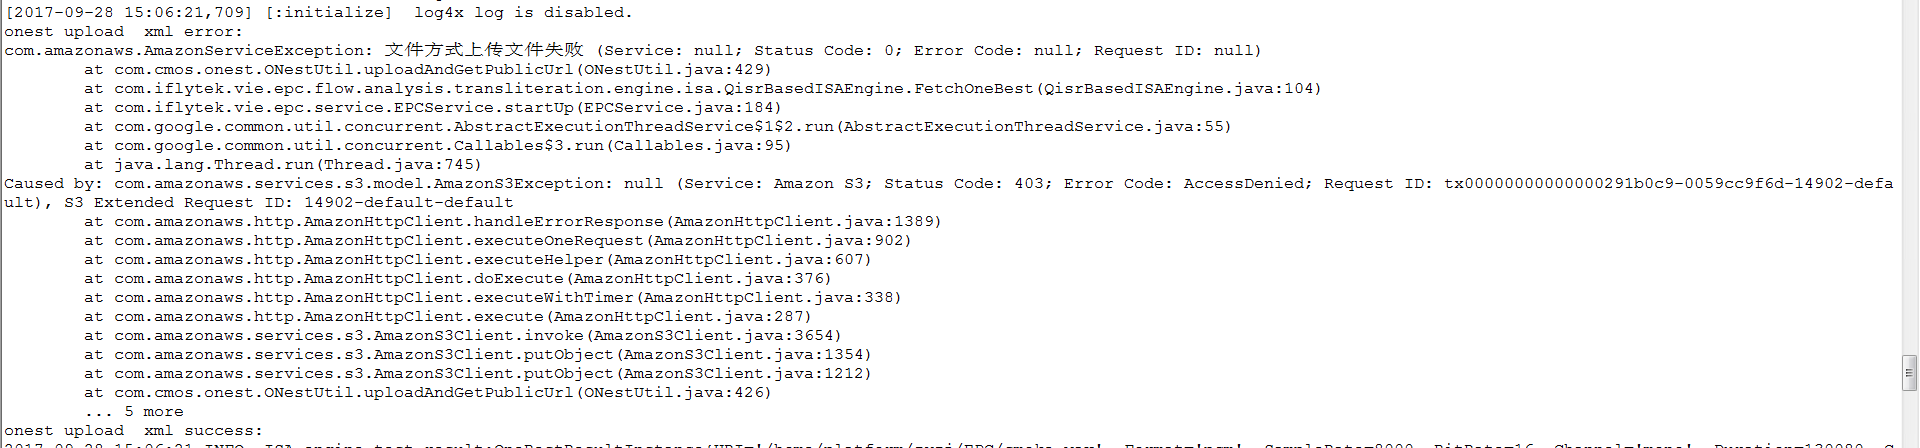 [2017-09-28 15:06:21,709] [:initialize]  log4x log is disabled.
onest upload  xml error:
com.amazonaws.AmazonServiceException: 文件方式上传文件失败 (Service: null; Status Code: 0; Error Code: null; Request ID: null)
        at com.cmos.onest.ONestUtil.uploadAndGetPublicUrl(ONestUtil.java:429)
        at com.iflytek.vie.epc.flow.analysis.transliteration.engine.isa.QisrBasedISAEngine.FetchOneBest(QisrBasedISAEngine.java:104)
        at com.iflytek.vie.epc.service.EPCService.startUp(EPCService.java:184)
        at com.google.common.util.concurrent.AbstractExecutionThreadService$1$2.run(AbstractExecutionThreadService.java:55)
        at com.google.common.util.concurrent.Callables$3.run(Callables.java:95)
        at java.lang.Thread.run(Thread.java:745)
Caused by: com.amazonaws.services.s3.model.AmazonS3Exception: null (Service: Amazon S3; Status Code: 403; Error Code: AccessDenied; Request ID: tx00000000000000291b0c9-0059cc9f6d-14902-defa
ult), S3 Extended Request ID: 14902-default-default
        at com.amazonaws.http.AmazonHttpClient.handleErrorResponse(AmazonHttpClient.java:1389)
        at com.amazonaws.http.AmazonHttpClient.executeOneRequest(AmazonHttpClient.java:902)
        at com.amazonaws.http.AmazonHttpClient.executeHelper(AmazonHttpClient.java:607)
        at com.amazonaws.http.AmazonHttpClient.doExecute(AmazonHttpClient.java:376)
        at com.amazonaws.http.AmazonHttpClient.executeWithTimer(AmazonHttpClient.java:338)
        at com.amazonaws.http.AmazonHttpClient.execute(AmazonHttpClient.java:287)
        at com.amazonaws.services.s3.AmazonS3Client.invoke(AmazonS3Client.java:3654)
        at com.amazonaws.services.s3.AmazonS3Client.putObject(AmazonS3Client.java:1354)
        at com.amazonaws.services.s3.AmazonS3Client.putObject(AmazonS3Client.java:1212)
        at com.cmos.onest.ONestUtil.uploadAndGetPublicUrl(ONestUtil.java:426)
        ... 5 more
onest upload  xml success: